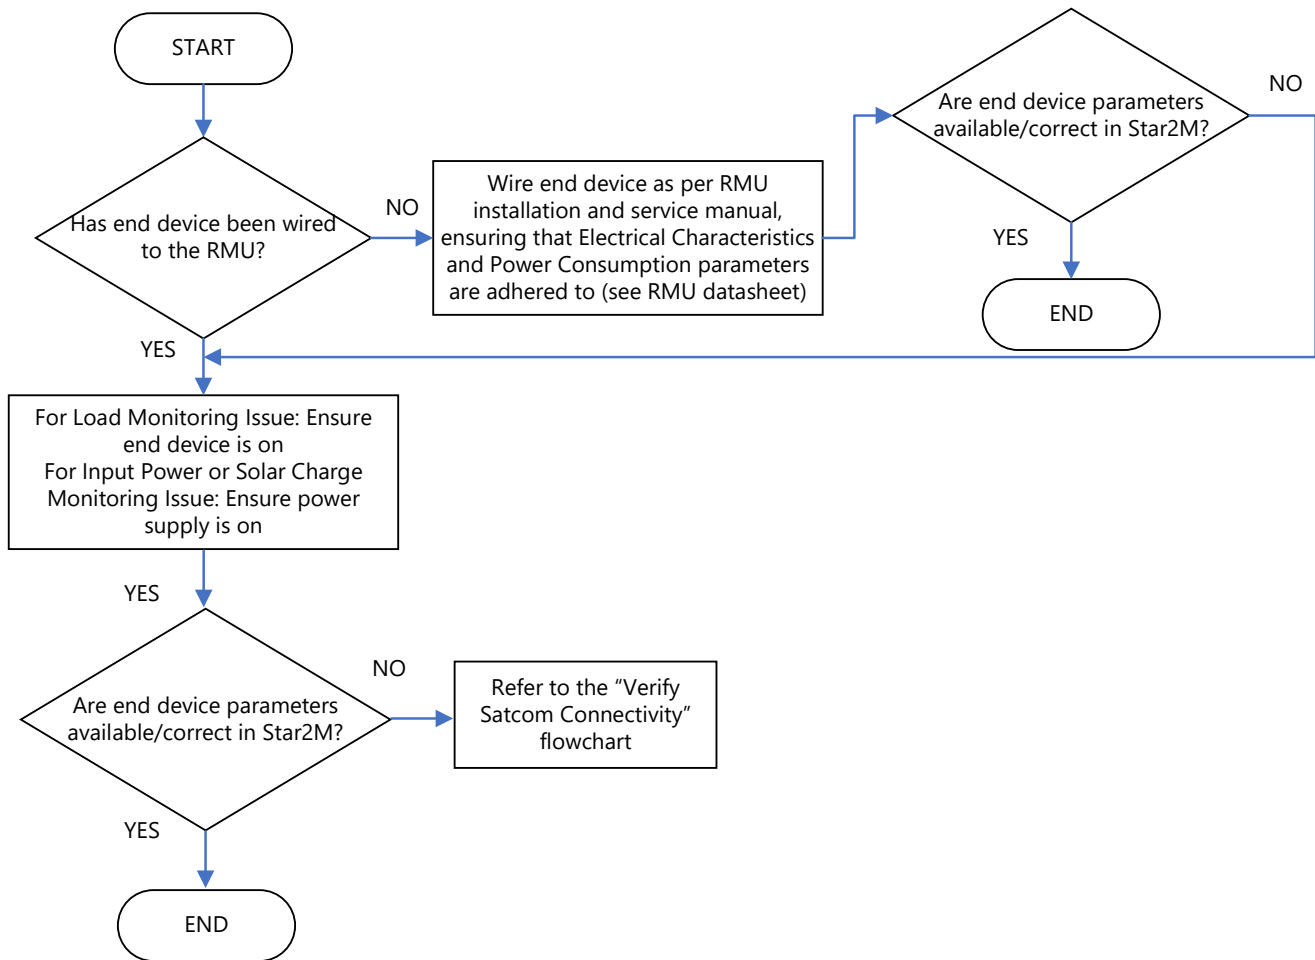 START
Has end device been wired
to the RMU?
NO
Wire end device as per RMU
installation and service manual,
ensuring that Electrical Characteristics
and Power Consumption parameters
are adhered to (see RMU datasheet)
Are end device parameters
available/correct in Star2M?
NO
YES
END
YES
For Load Monitoring Issue: Ensure
end device is on
For Input Power or Solar Charge
Monitoring Issue: Ensure power
supply is on
YES
Are end device parameters
available/correct in Star2M?
NO
Refer to the “Verify
Satcom Connectivity”
flowchart
YES
END